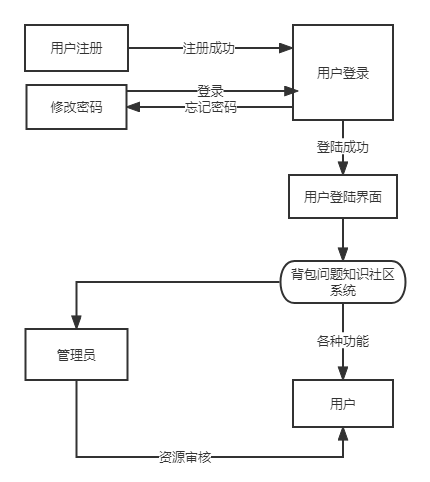 用户注册
注册成功
用户登录
修改密码
登录
忘记密码
登陆成功
用户登陆界面
背包问题知识社区
系统
管理员
各种功能
用户
资源审核